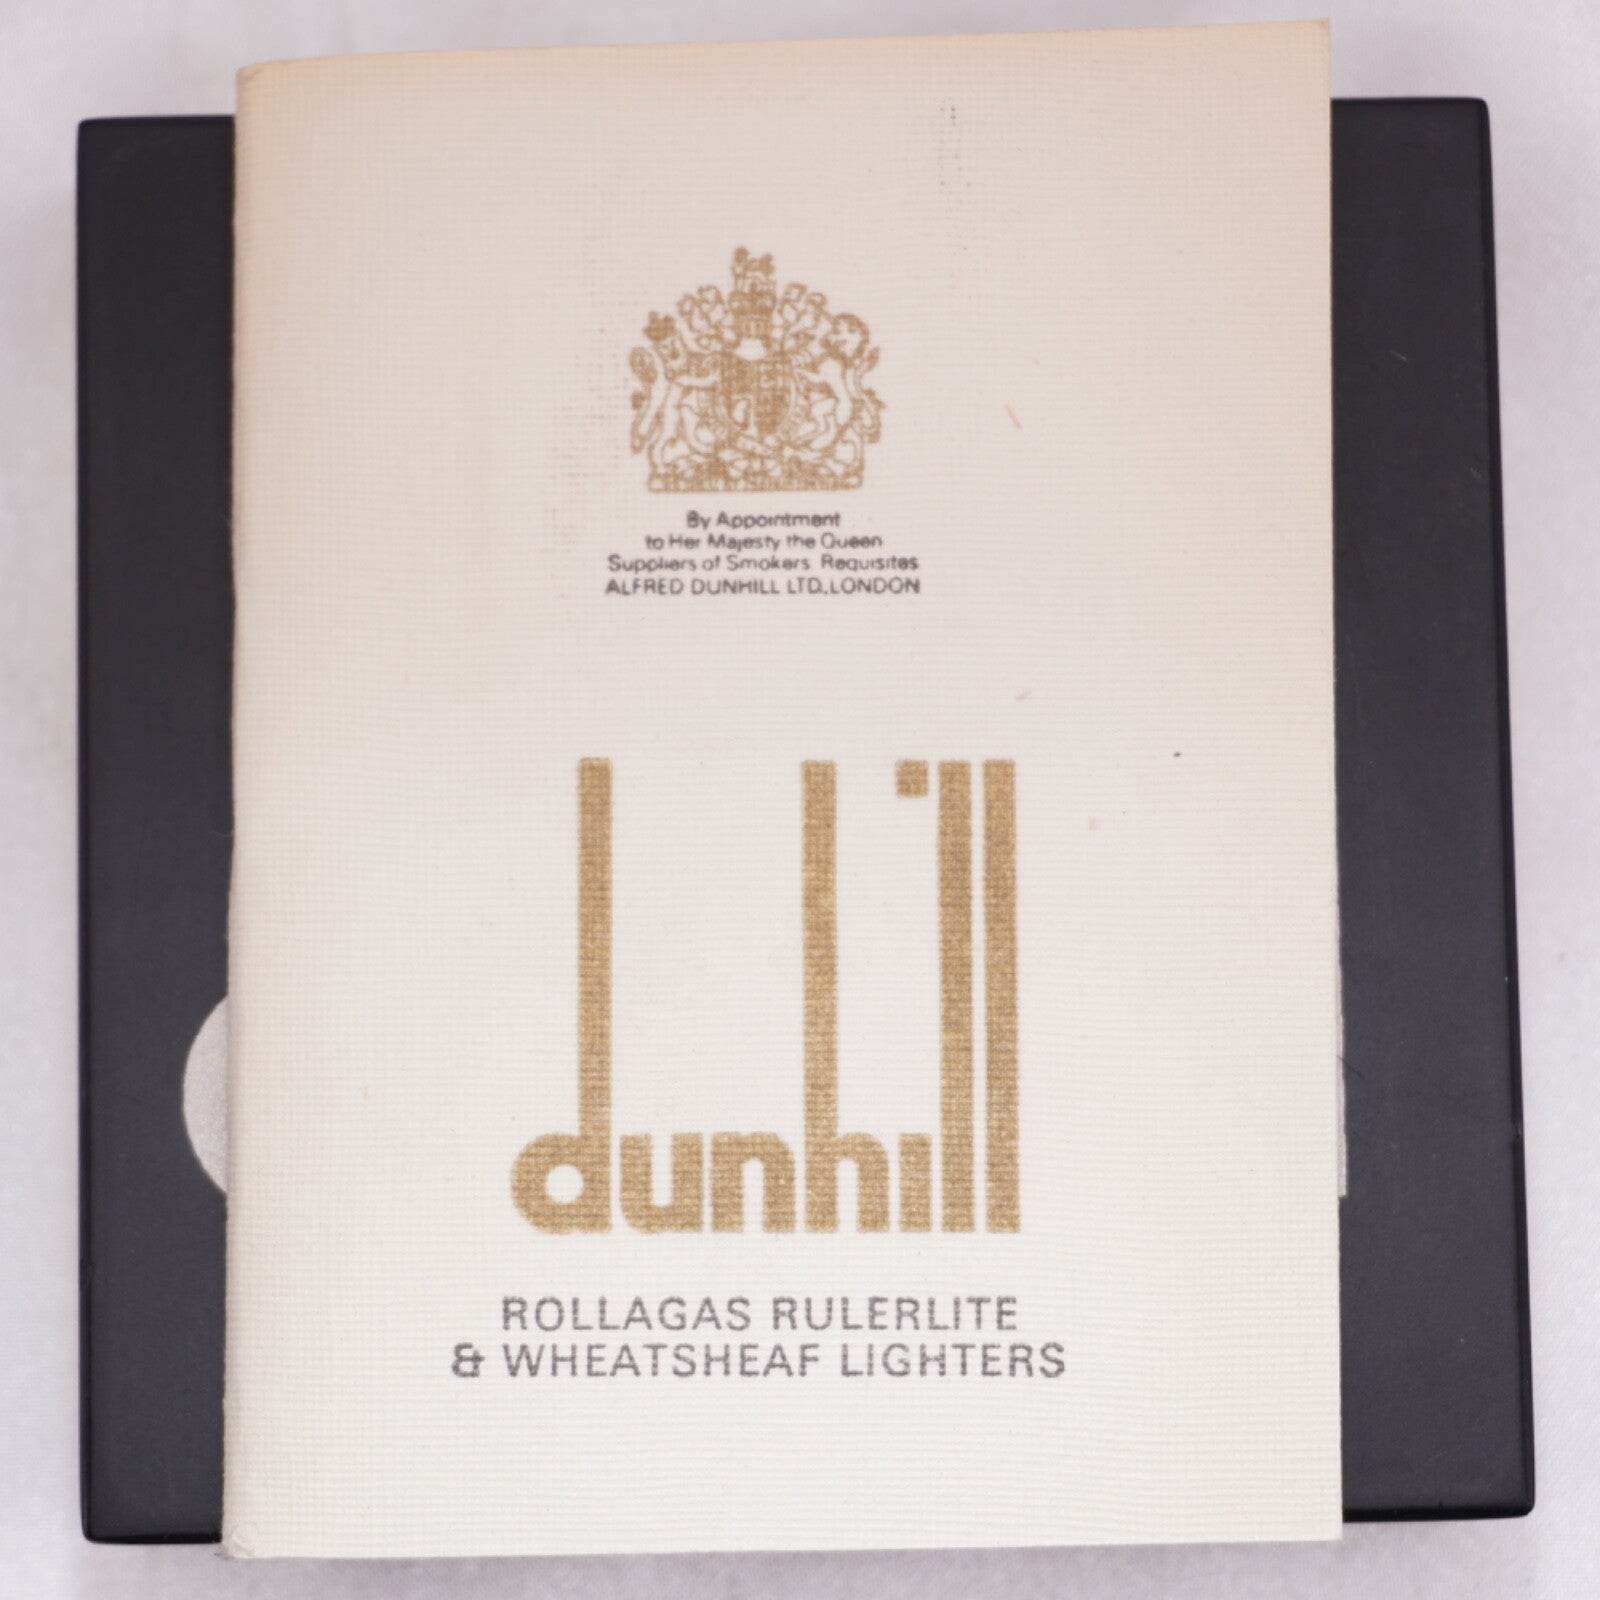 By Appointment
to Her Majesty the Queen
Suppliers of Smokers Requisites
ALFRED DUNHILL LTD., LONDON
dunhill
ROLLAGAS RULERLITE
& WHEATSHEAF LIGHTERS